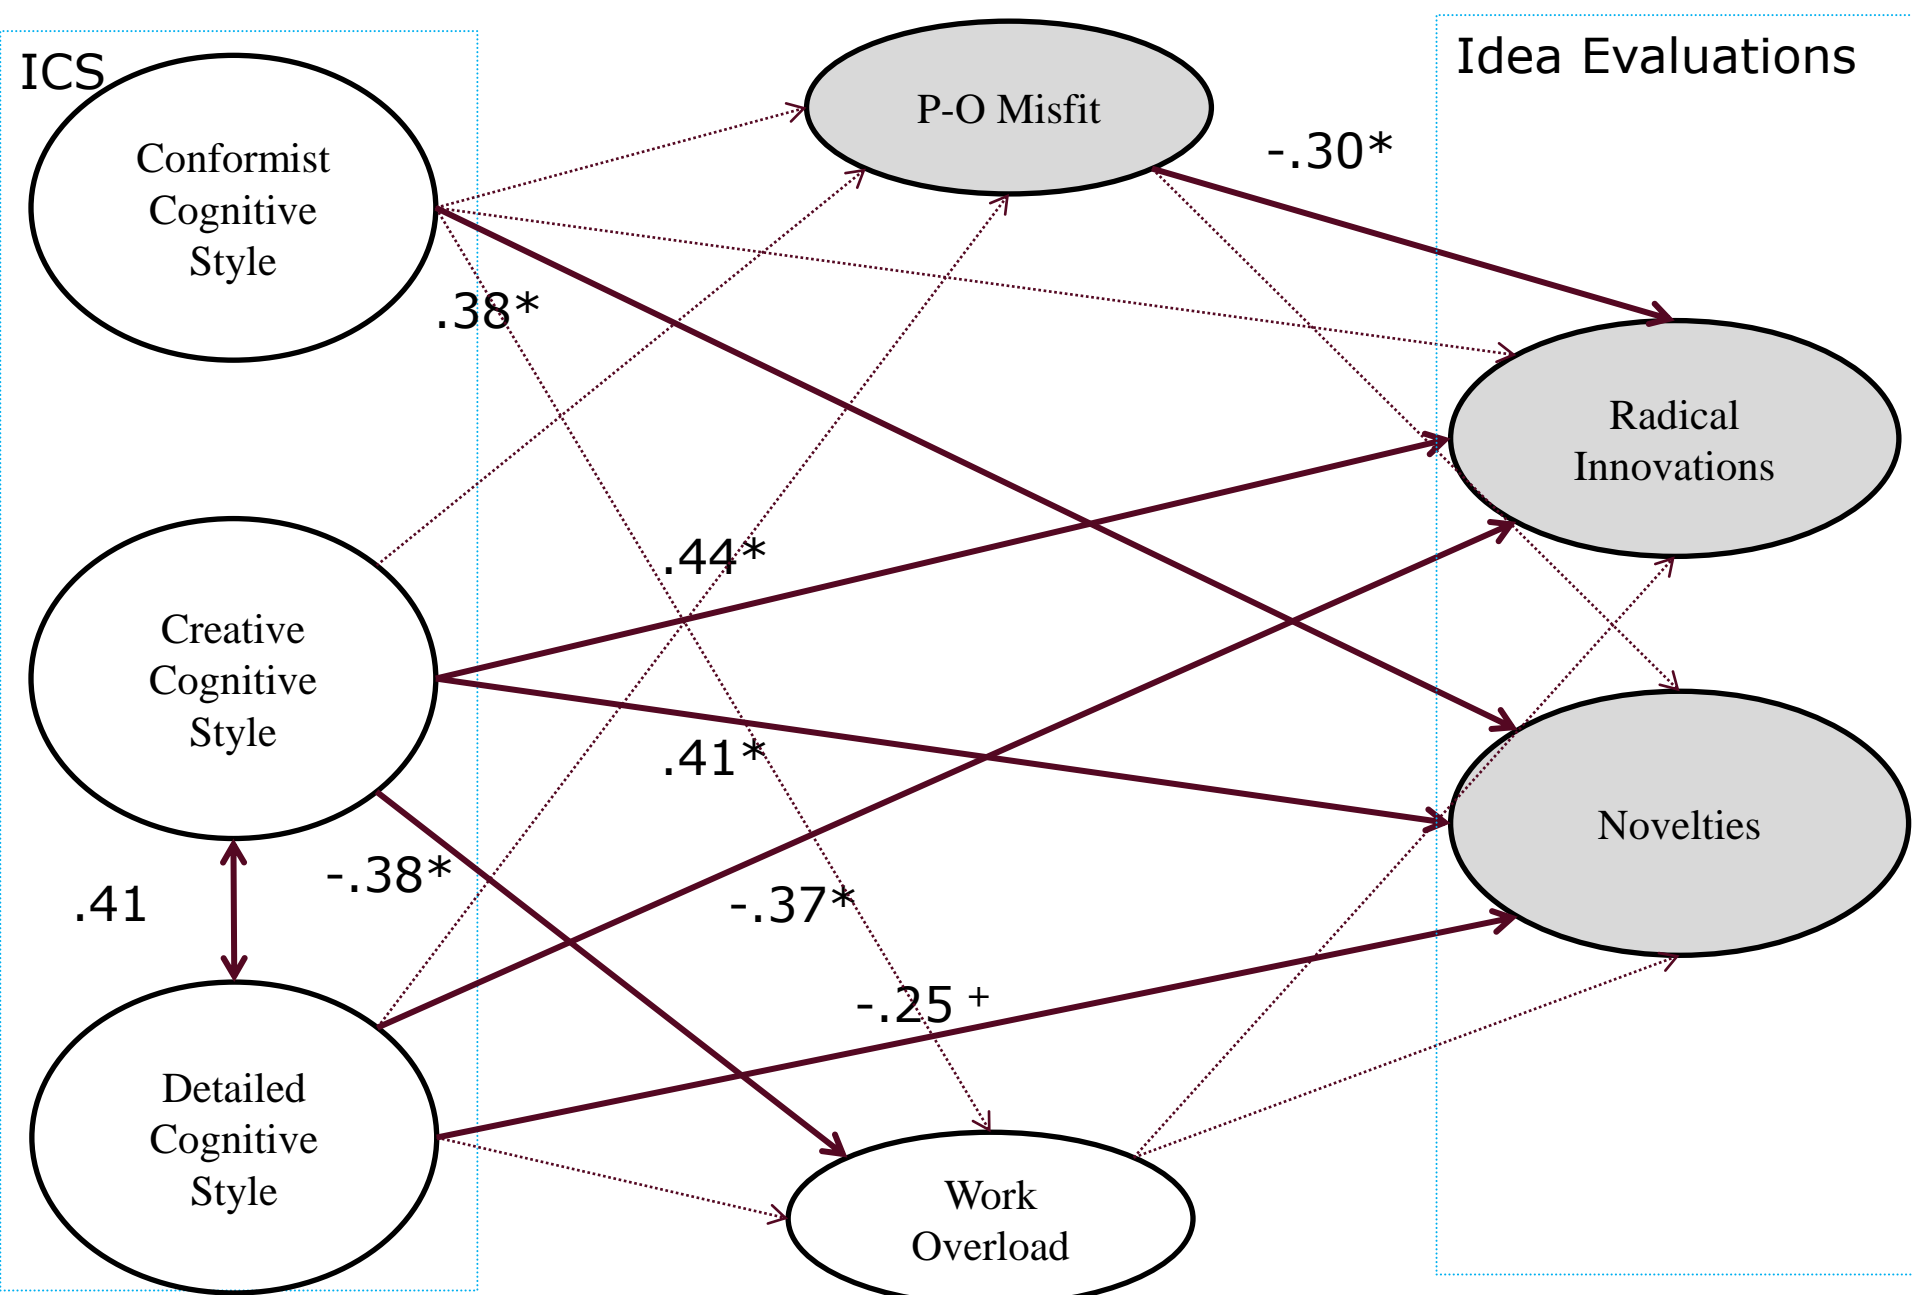 ICS
Idea Evaluations
P-O Misfit
Conformist
Cognitive
Style
-.30*
.38*
Radical
Innovations
.44*
Creative
Cognitive
Style
.41*
Novelties
-.38*
.41
-.37*
-.25 +
Detailed
Cognitive
Style
Work
Overload